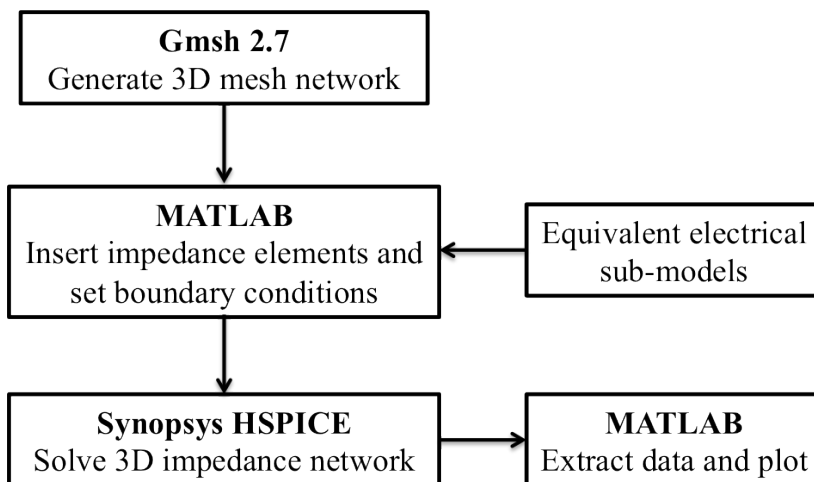 Gmsh 2.7
Generate 3D mesh network
MATLAB
Insert impedance elements and
set boundary conditions
Equivalent electrical
sub-models
Synopsys HSPICE
Solve 3D impedance network
MATLAB
Extract data and plot